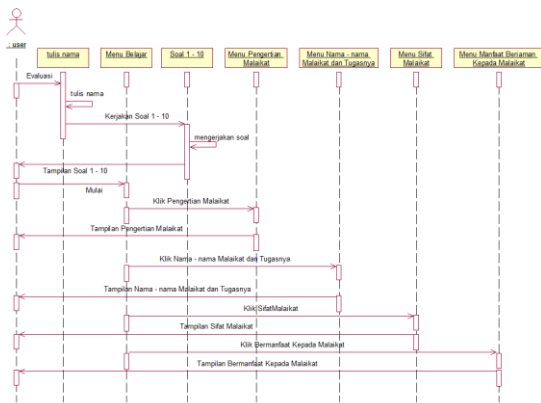 : user
tulis nama
Menu Belajar
Soal 1 - 10
Menu Pengertian
Malaikat
Menu Nama - nama
Malaikat dan Tugasnya
Menu Sifat
Malaikat
Menu Manfaat Beriaman
Kepada Malaikat
Evaluasi
tulis nama
Kerjakan Soal 1 - 10
mengerjakan soal
Tampilan Soal 1 - 10
Mulai
Klik Pengertian Malaikat
Tampilan Pengertian Malaikat
Klik Nama - nama Malaikat dan Tugasnya
Tampilan Nama - nama Malaikat dan Tugasnya
Klik SifatMalaikat
Tampilan Sifat Malaikat
Klik Bermanfaat Kepada Malaikat
Tampilan Bermanfaat Kepada Malaikat